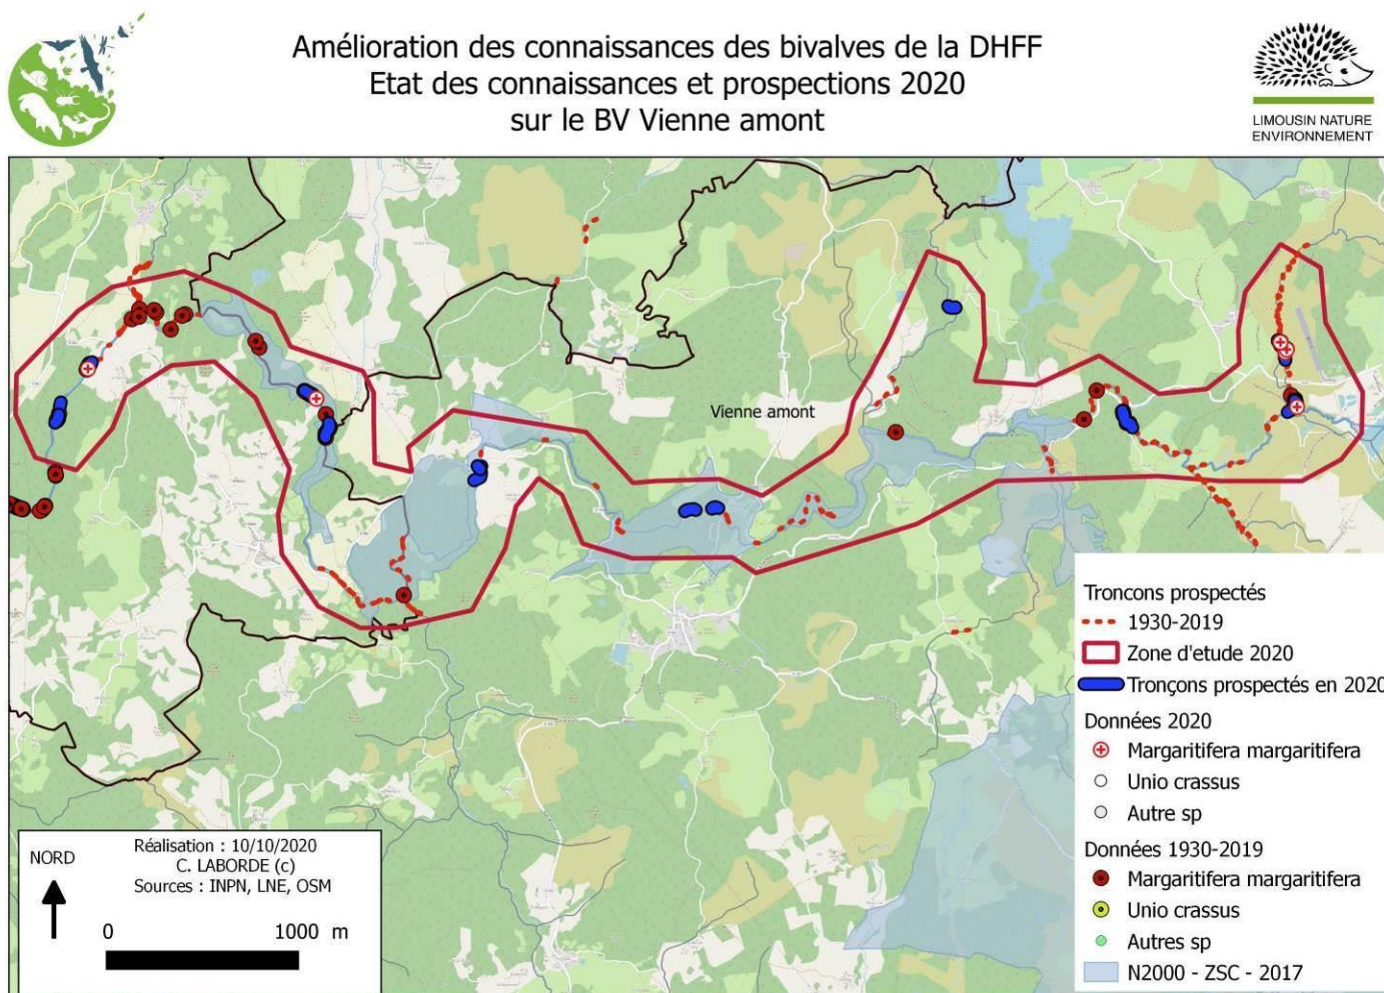 Amélioration des connaissances des bivalves de la DHFF
Etat des connaissances et prospections 2020
sur le BV Vienne amont
LIMOUSIN NATURE
ENVIRONNEMENT
Vienne amont
Troncons prospectés
1930-2019
Zone d'etude 2020
Tronçons prospectés en 2020
Données 2020
Margaritifera margaritifera
Unio crassus
Autre sp
Données 1930-2019
Margaritifera margaritifera
Unio crassus
Autres sp
N2000 - ZSC - 2017
NORD
Réalisation : 10/10/2020
C. LABORDE (c)
Sources : INPN, LNE, OSM
0 1000 m